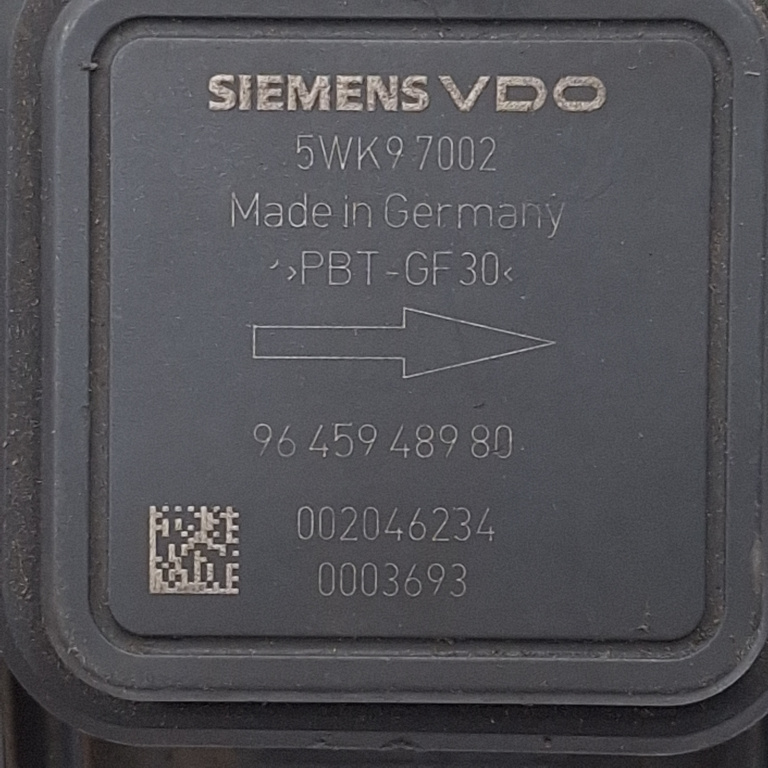 SIEMENS VDO
5WK9 7002
Made in Germany
>PBT-GF30<
96 459 489 80
002046234
0003693